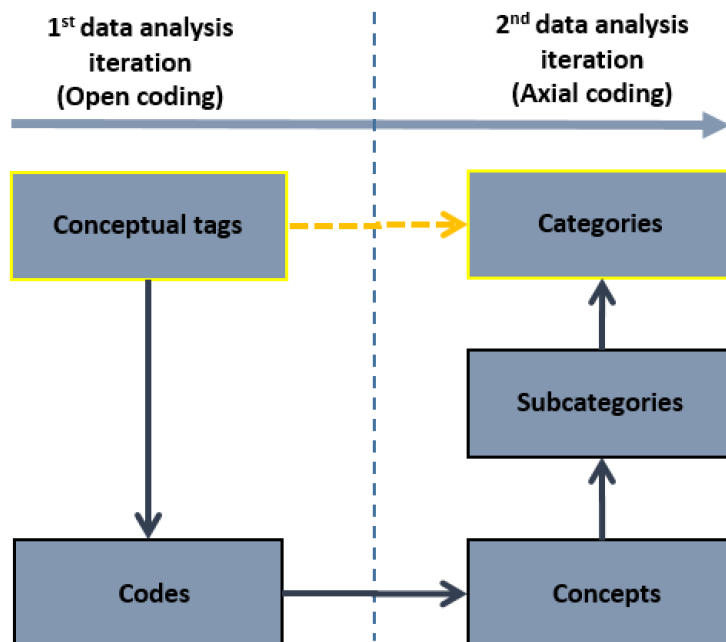 1st data analysis
iteration
(Open coding)
2nd data analysis
iteration
(Axial coding)
Conceptual tags
Categories
Subcategories
Codes
Concepts